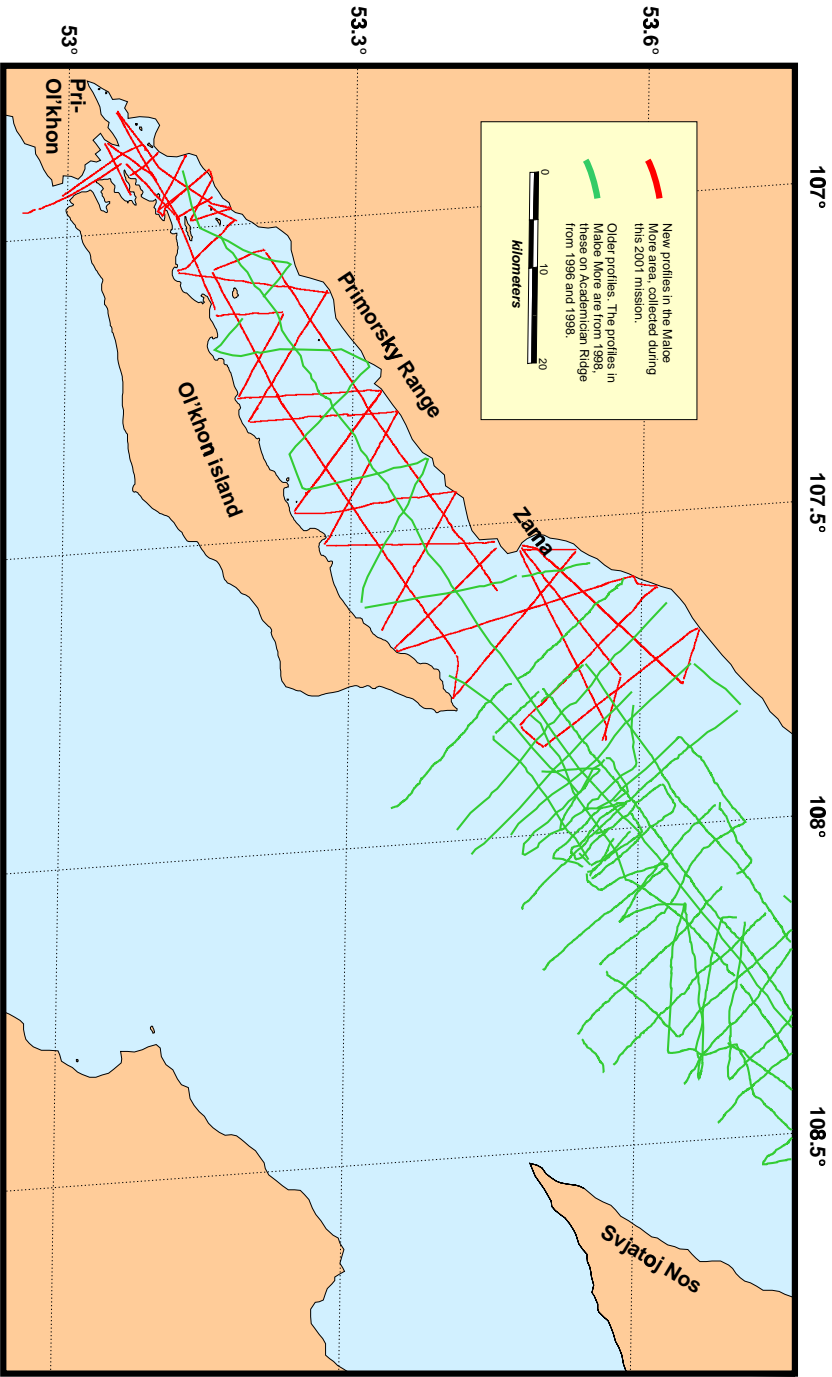 53°
53.3°
53.6°
107°
107.5°
108°
108.5°
New profiles in the Maloe
More area, collected during
this 2001 mission.
Older profiles. The profiles in
Maloe More are from 1998,
these on Academician Ridge
from 1996 and 1998.
0
10
20
kilometers
Pri-
Ol'khon
Primorsky Range
Ol'khon island
Zama
Svjatoj Nos